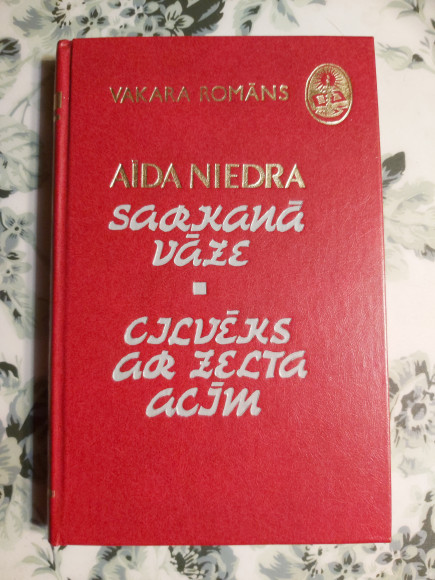 VAKARA ROMĀNS
AĪDA NIEDRA
SARKANĀ
VĀZE
CILVĒKS
AR ZELTA
ACĪM